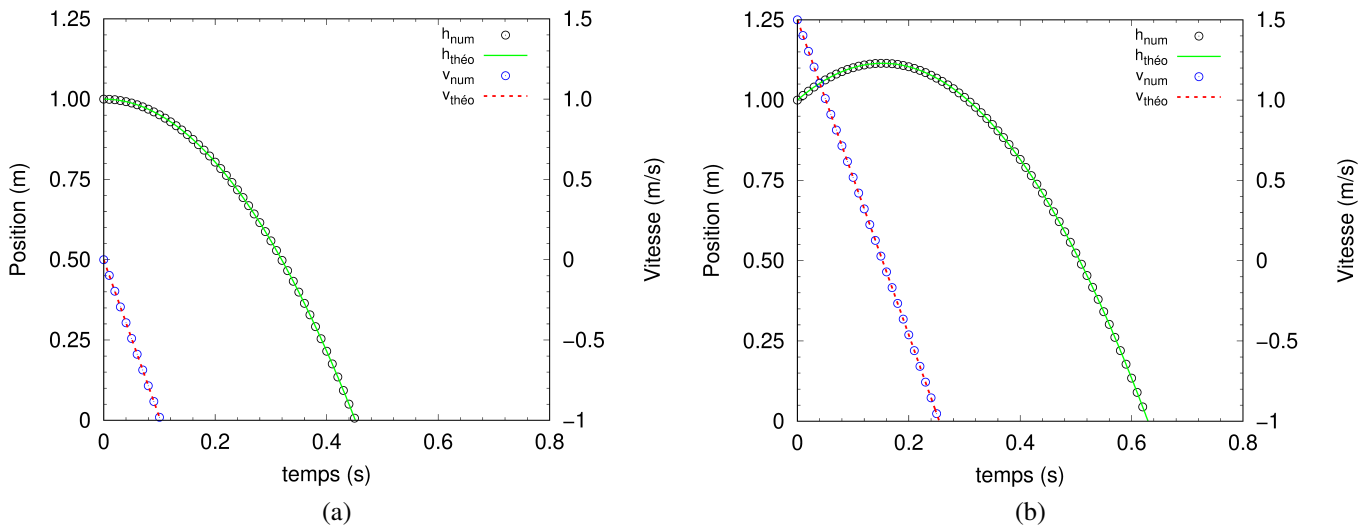 1.25
1.00
0.75
0.50
0.25
0
Position (m)
0
0.2
0.4
0.6
0.8
temps (s)
1.5
1.0
0.5
0
−0.5
−1
Vitesse (m/s)
h_num
h_théo
v_num
v_théo
(a)
1.25
1.00
0.75
0.50
0.25
0
Position (m)
0
0.2
0.4
0.6
0.8
temps (s)
1.5
1.0
0.5
0
−0.5
−1
Vitesse (m/s)
h_num
h_théo
v_num
v_théo
(b)